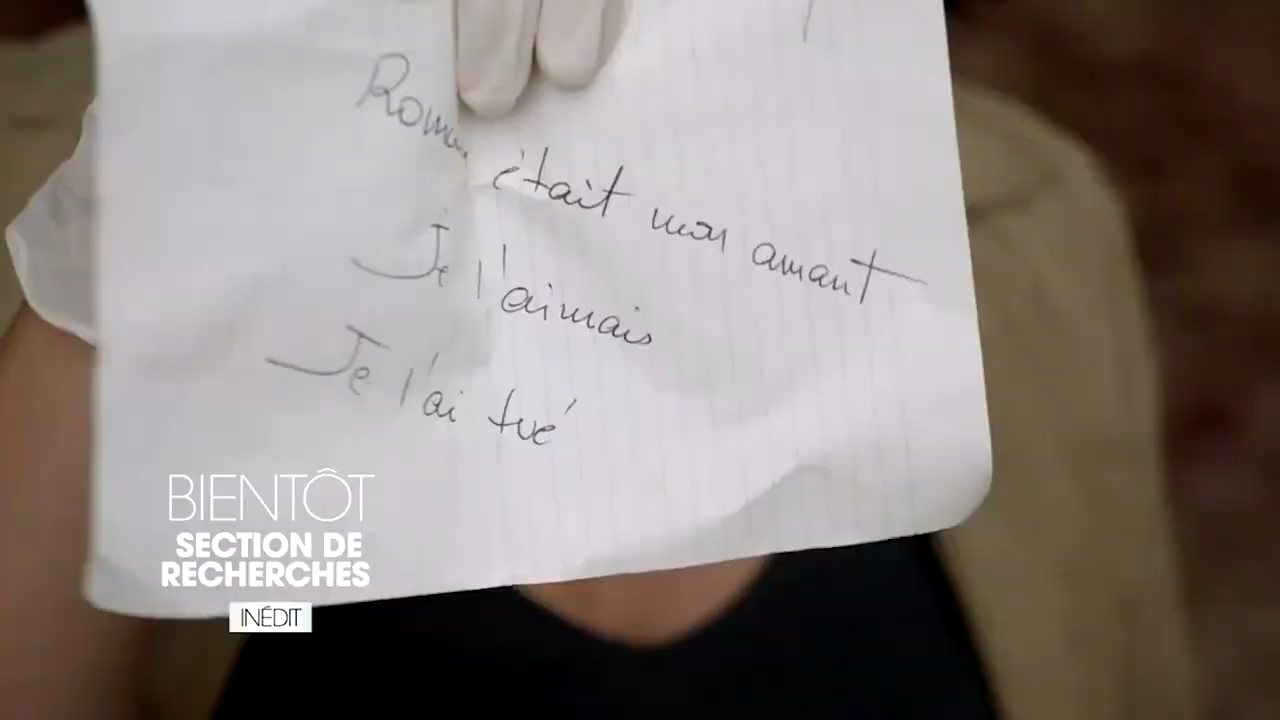 était mon amant
Je l'aimais
Je l'ai tué
BIENTÔT
SECTION DE
RECHERCHES
INÉDIT